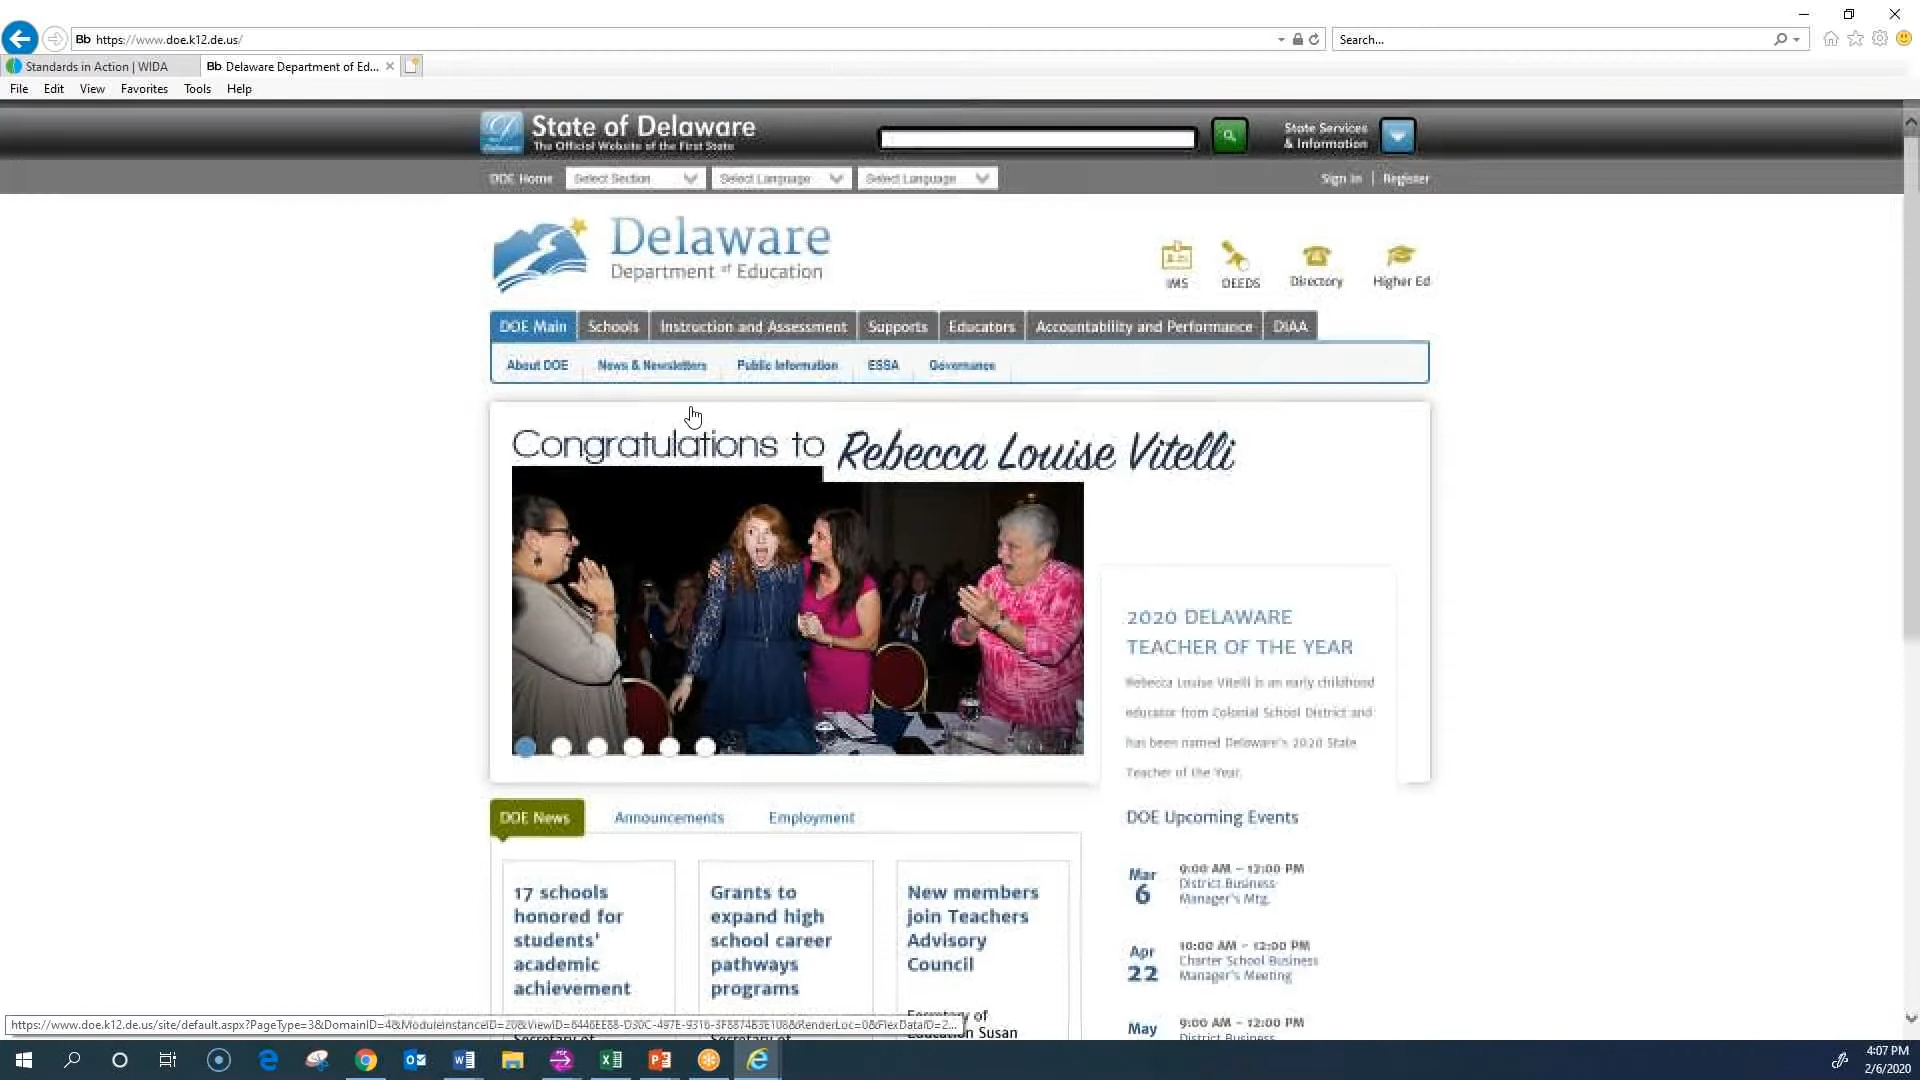 https://www.doe.k12.de.us/
Search...
Standards in Action | WIDA
Delaware Department of Ed...
File Edit View Favorites Tools Help
State of Delaware
The Official Website of the First State
State Services
& Information
DOE Home
Select Section
Select Language
Select Language
Sign In | Register
Delaware
Department of Education
IMS
DEEDS
Directory
Higher Ed
DOE Main Schools Instruction and Assessment Supports Educators Accountability and Performance DIAA
About DOE News & Newsletters Public Information ESSA Governance
Congratulations to Rebecca Louise Vitelli
2020 DELAWARE
TEACHER OF THE YEAR
Rebecca Louise Vitelli is an early childhood
educator from Colonial School District and
has been named Delaware's 2020 State
Teacher of the Year.
DOE News Announcements Employment
17 schools
honored for
students'
academic
achievement
Grants to
expand high
school career
pathways
programs
New members
join Teachers
Advisory
Council
of
Education Susan
DOE Upcoming Events
Mar
6
9:00 AM – 12:00 PM
District Business
Manager's Mtg.
Apr
22
10:00 AM – 12:00 PM
Charter School Business
Manager's Meeting
May
9:00 AM – 12:00 PM
District Business
4:07 PM
2/6/2020